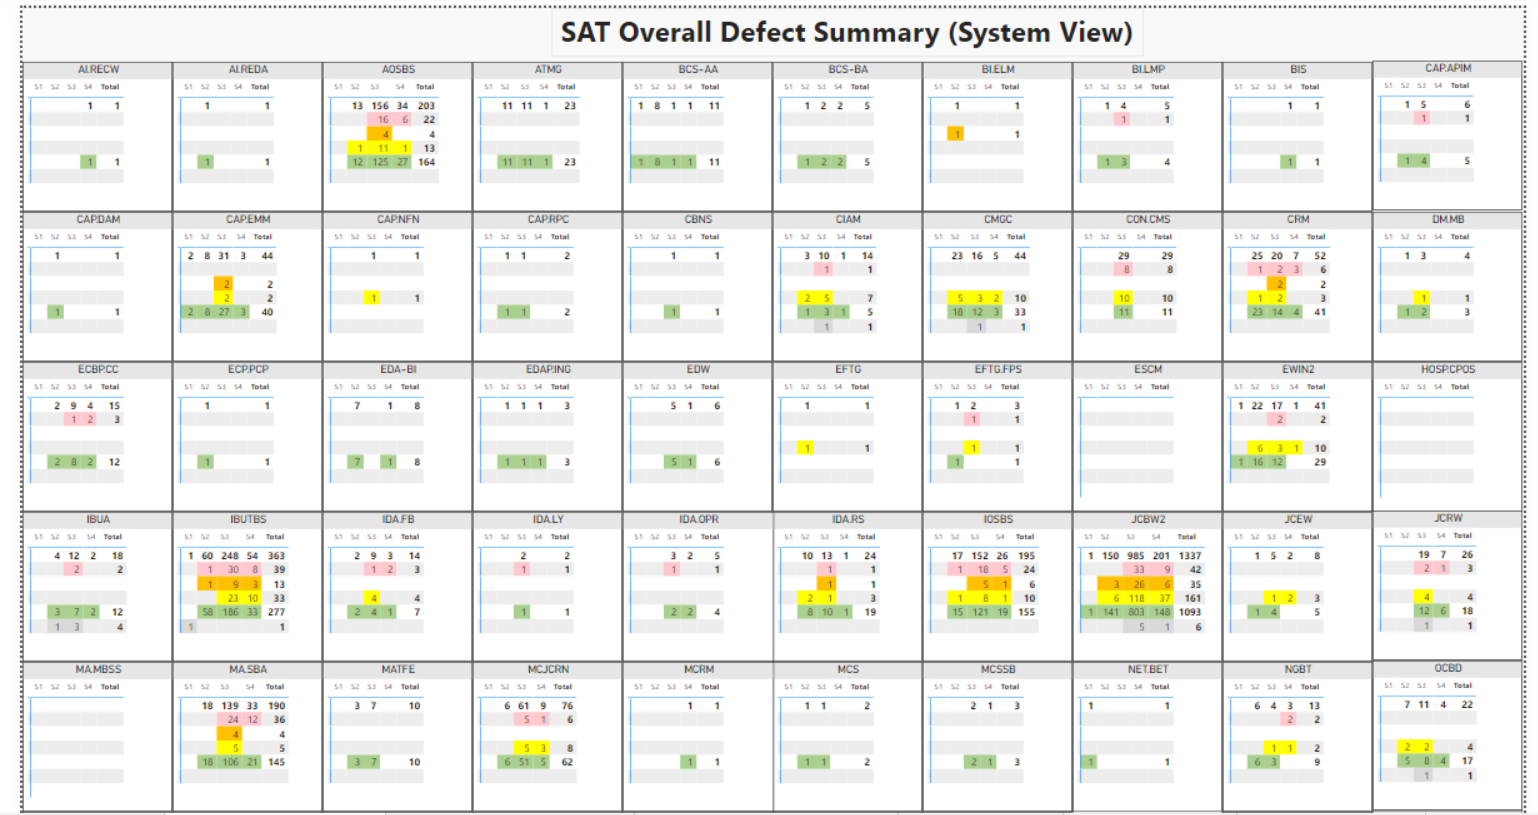 SAT Overall Defect Summary (System View)
AI.RECW AI.REDA AOSBS ATMG BCS-AA BCS-BA BI.ELM BI.LMP BIS CAP.APIM
S1 S2 S3 S4 Total S1 S2 S3 S4 Total S1 S2 S3 S4 Total S1 S2 S3 S4 Total S1 S2 S3 S4 Total S1 S2 S3 S4 Total S1 S2 S3 S4 Total S1 S2 S3 S4 Total S1 S2 S3 S4 Total S1 S2 S3 S4 Total
1 1 1 1 13 156 34 203 11 11 1 23 1 8 1 1 11 1 2 2 5 1 1 1 4 5 1 1 1 5 6
16 6 22 1 1 1 1
4 4 1 1
1 11 1 13
1 1 1 1 12 125 27 164 11 11 1 23 1 8 1 1 11 1 2 2 5 1 3 4 1 1 1 4 5
CAP.DAM CAP.EMM CAP.NFN CAP.RPC CBNS CIAM CMGC CON.CMS CRM DM.MB
S1 S2 S3 S4 Total S1 S2 S3 S4 Total S1 S2 S3 S4 Total S1 S2 S3 S4 Total S1 S2 S3 S4 Total S1 S2 S3 S4 Total S1 S2 S3 S4 Total S1 S2 S3 S4 Total S1 S2 S3 S4 Total S1 S2 S3 S4 Total
1 1 2 8 31 3 44 1 1 1 1 2 1 1 3 10 1 14 23 16 5 44 29 29 25 20 7 52 1 3 4
1 1 8 8 1 2 3 6
2 2 2 2
2 2 1 1 2 5 7 5 3 2 10 10 10 1 2 3 1 1
1 1 2 8 27 3 40 1 1 2 1 1 1 3 1 5 18 12 3 33 11 11 23 14 4 41 1 2 3
1 1 1 1
ECBP.CC ECP.PCP EDA-BI EDAP.ING EDW EFTG EFTG.FPS ESCM EWIN2 HOSP.CPOS
S1 S2 S3 S4 Total S1 S2 S3 S4 Total S1 S2 S3 S4 Total S1 S2 S3 S4 Total S1 S2 S3 S4 Total S1 S2 S3 S4 Total S1 S2 S3 S4 Total S1 S2 S3 S4 Total S1 S2 S3 S4 Total S1 S2 S3 S4 Total
2 9 4 15 1 1 7 1 8 1 1 1 3 5 1 6 1 1 1 2 3 1 22 17 1 41
1 2 3 1 1 2 2
1 1 1 1 6 3 1 10
2 8 2 12 1 1 7 1 8 1 1 1 3 5 1 6 1 1 1 16 12 29
IBUA IBUTBS IDA.FB IDA.LY IDA.OPR IDA.RS IOSBS JCBW2 JCEW JCRW
S1 S2 S3 S4 Total S1 S2 S3 S4 Total S1 S2 S3 S4 Total S1 S2 S3 S4 Total S1 S2 S3 S4 Total S1 S2 S3 S4 Total S1 S2 S3 S4 Total S1 S2 S3 S4 Total S1 S2 S3 S4 Total S1 S2 S3 S4 Total
4 12 2 18 1 60 248 54 363 2 9 3 14 2 2 3 2 5 10 13 1 24 17 152 26 195 1 150 985 201 1337 1 5 2 8 19 7 26
2 2 1 30 8 39 1 2 3 1 1 1 1 1 1 1 18 5 24 33 9 42 2 1 3
1 9 3 13 1 1 5 1 6 3 26 6 35
23 10 33 4 4 2 1 3 1 8 1 10 6 118 37 161 1 2 3 4 4
3 7 2 12 58 186 33 277 2 4 1 7 1 1 2 2 4 8 10 1 19 15 121 19 155 1 141 803 148 1093 1 4 5 12 6 18
1 3 4 1 1 5 1 6 1 1
MA.MBSS MA.SBA MATFE MCJCRN MCRM MCS MCSSB NET.BET NGBT OCBD
S1 S2 S3 S4 Total S1 S2 S3 S4 Total S1 S2 S3 S4 Total S1 S2 S3 S4 Total S1 S2 S3 S4 Total S1 S2 S3 S4 Total S1 S2 S3 S4 Total S1 S2 S3 S4 Total S1 S2 S3 S4 Total S1 S2 S3 S4 Total
18 139 33 190 3 7 10 6 61 9 76 1 1 1 1 2 2 1 3 1 1 6 4 3 13 7 11 4 22
24 12 36 5 1 6 2 2
4 4
5 5 5 3 8 1 1 2 2 2 4
18 106 21 145 3 7 10 6 51 5 62 1 1 1 1 2 2 1 3 1 1 6 3 9 5 8 4 17
1 1